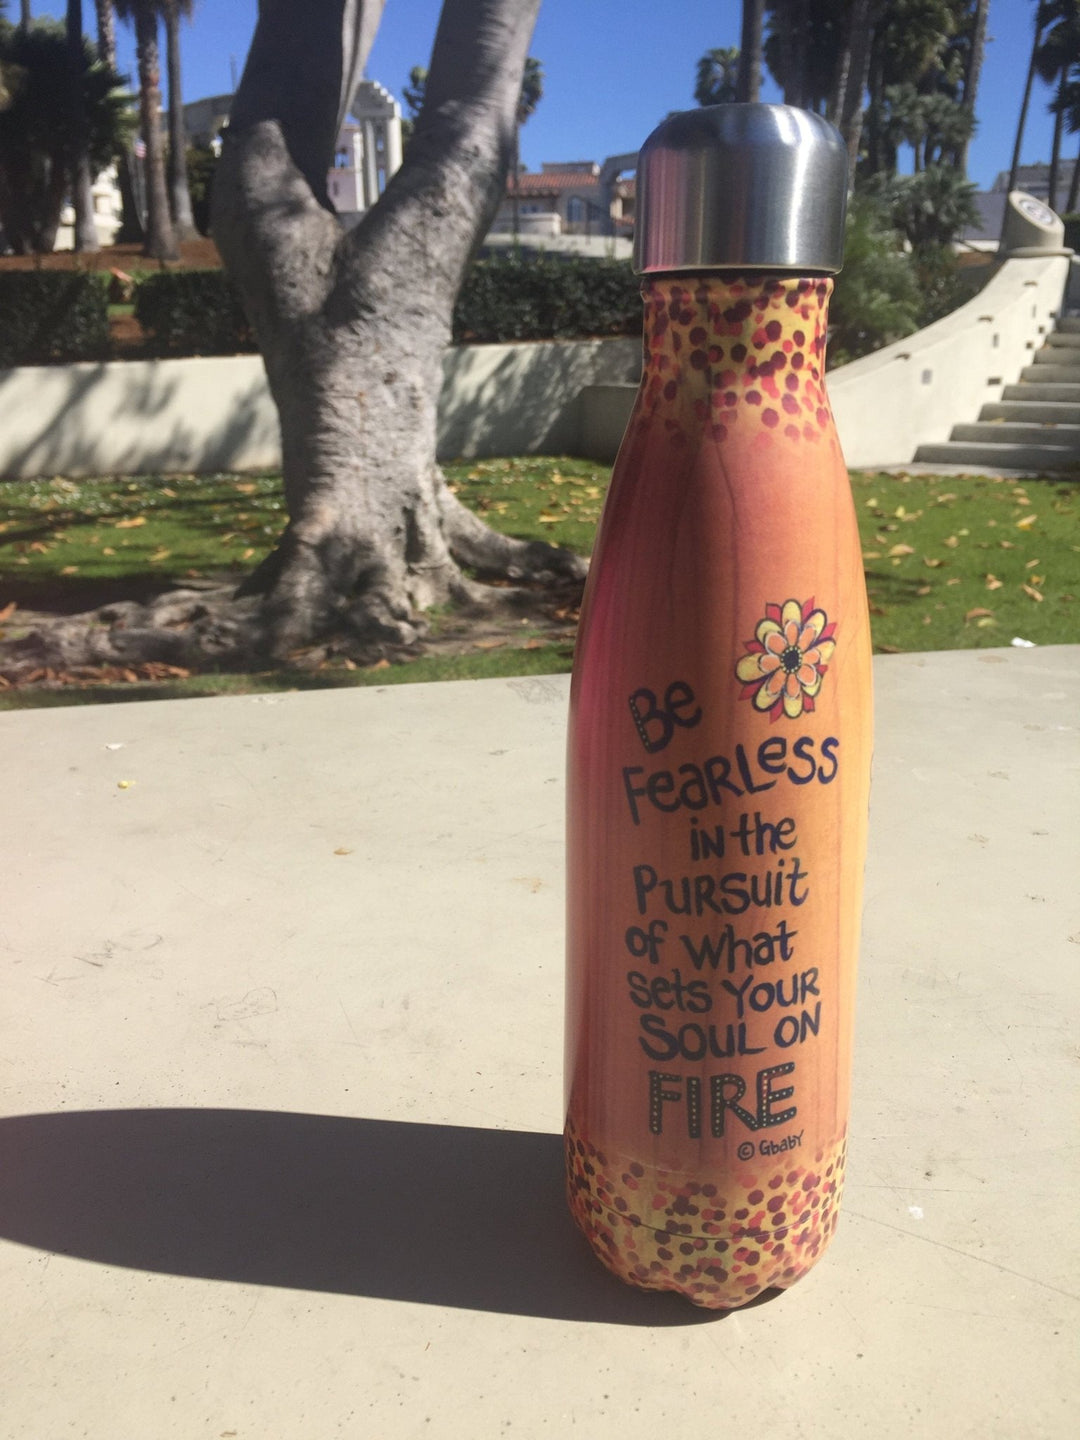 Be
Fearless
in the
Pursuit
of what
sets Your
Soul on
FIRE
© Gbaby